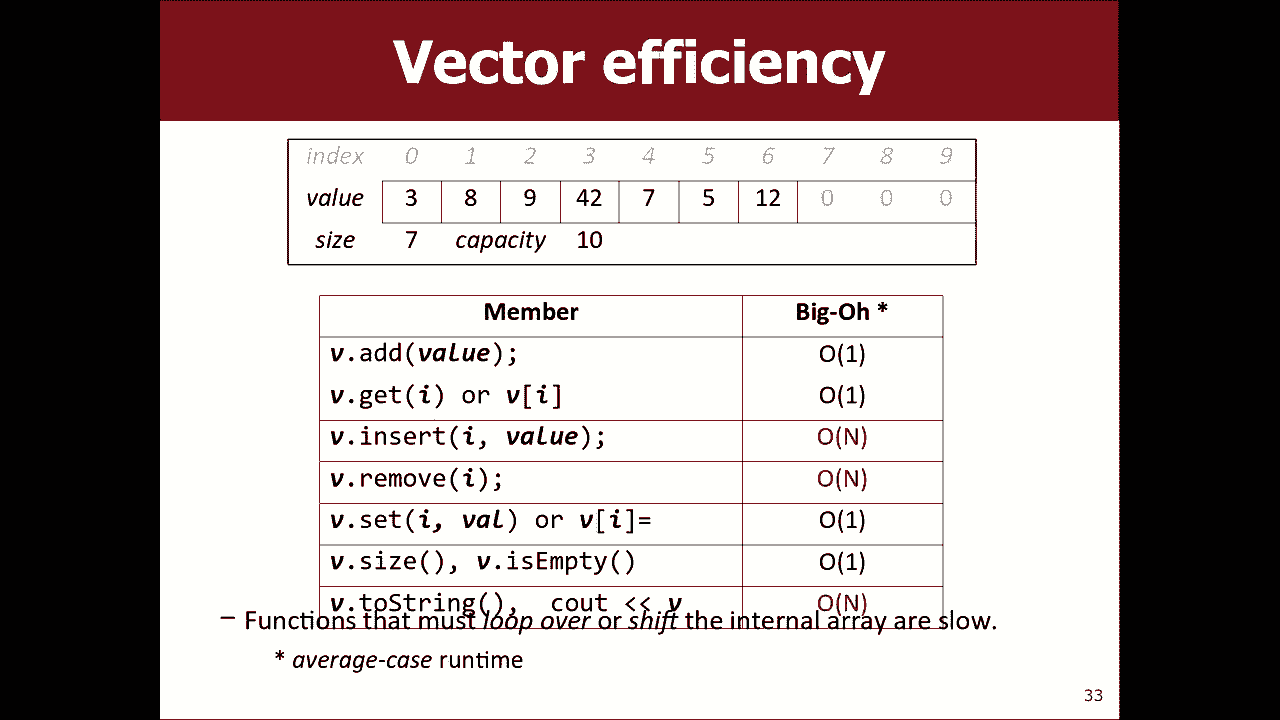 Vector efficiency
index 0 1 2 3 4 5 6 7 8 9
value 3 8 9 42 7 5 12 0 0 0
size 7 capacity 10
Member Big-Oh *
v.add(value); O(1)
v.get(i) or v[i] O(1)
v.insert(i, value); O(N)
v.remove(i); O(N)
v.set(i, val) or v[i]= O(1)
v.size(), v.isEmpty() O(1)
v.toString(), cout << v O(N)
– Functions that must loop over or shift the internal array are slow.
* average-case runtime
33